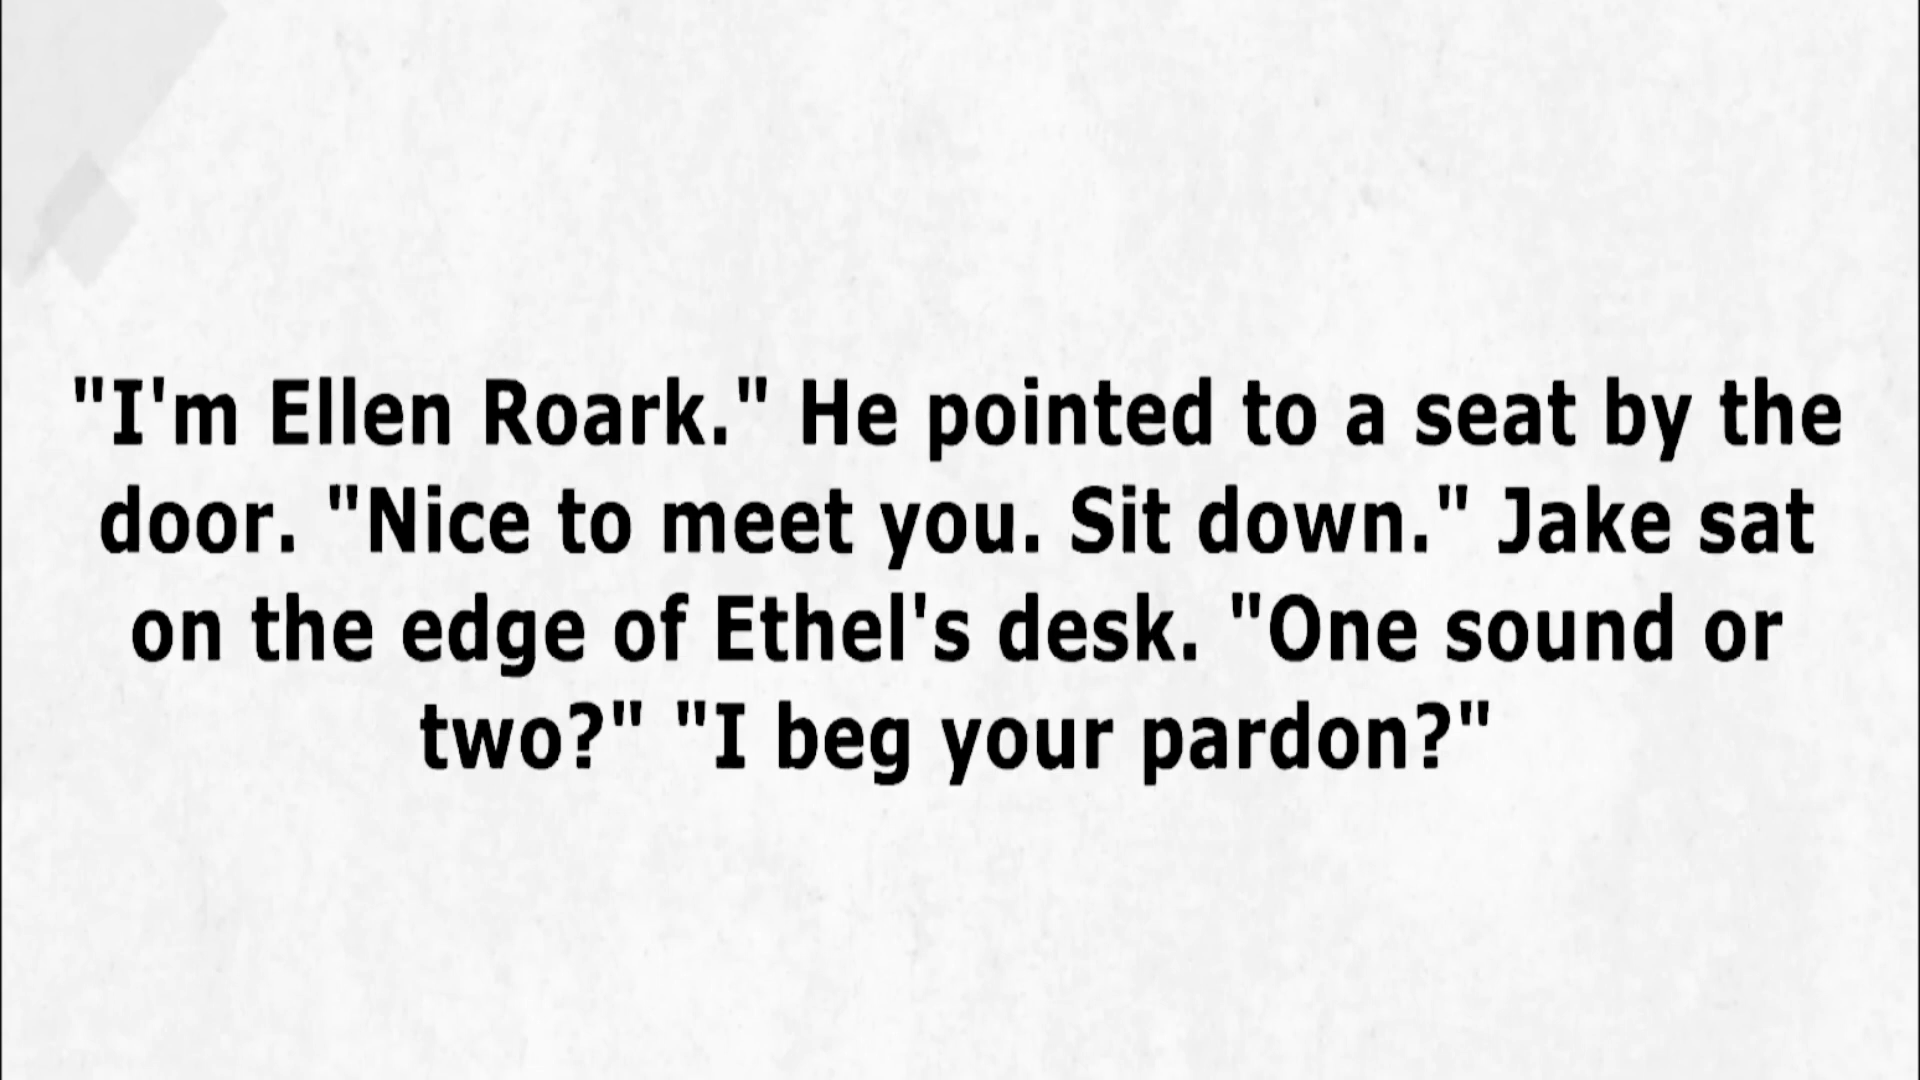 "I'm Ellen Roark." He pointed to a seat by the
door. "Nice to meet you. Sit down." Jake sat
on the edge of Ethel's desk. "One sound or
two?" "I beg your pardon?"